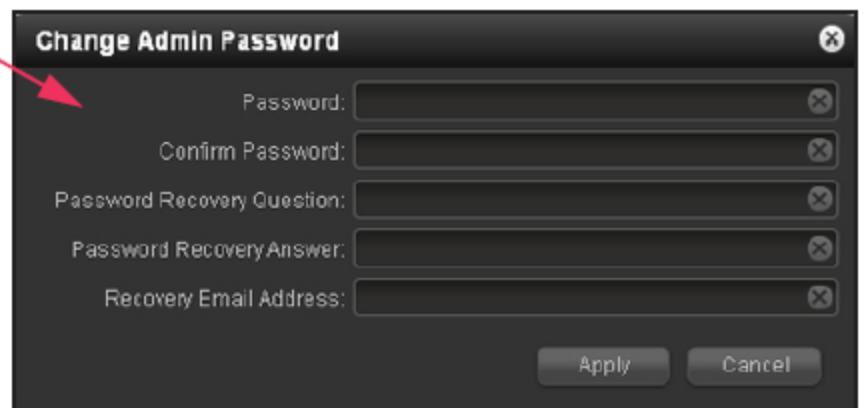 Change Admin Password
Password:
Confirm Password:
Password Recovery Question:
Password Recovery Answer:
Recovery Email Address:
Apply
Cancel